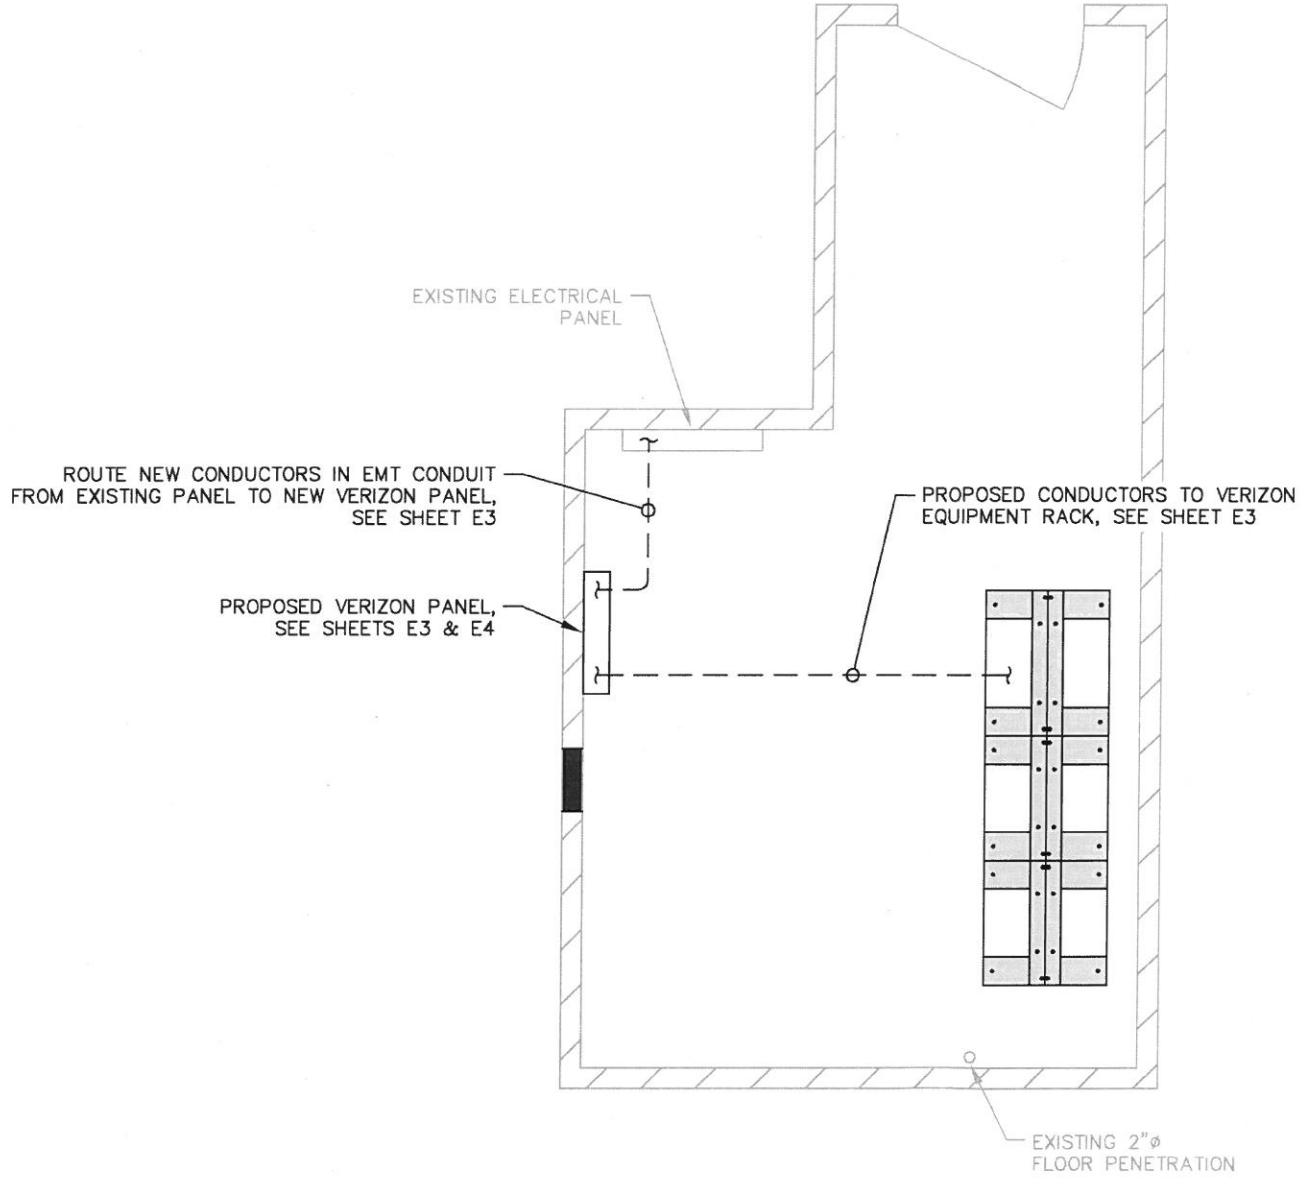 EXISTING ELECTRICAL
PANEL
ROUTE NEW CONDUCTORS IN EMT CONDUIT
FROM EXISTING PANEL TO NEW VERIZON PANEL,
SEE SHEET E3
PROPOSED CONDUCTORS TO VERIZON
EQUIPMENT RACK, SEE SHEET E3
PROPOSED VERIZON PANEL,
SEE SHEETS E3 & E4
EXISTING 2"ø
FLOOR PENETRATION